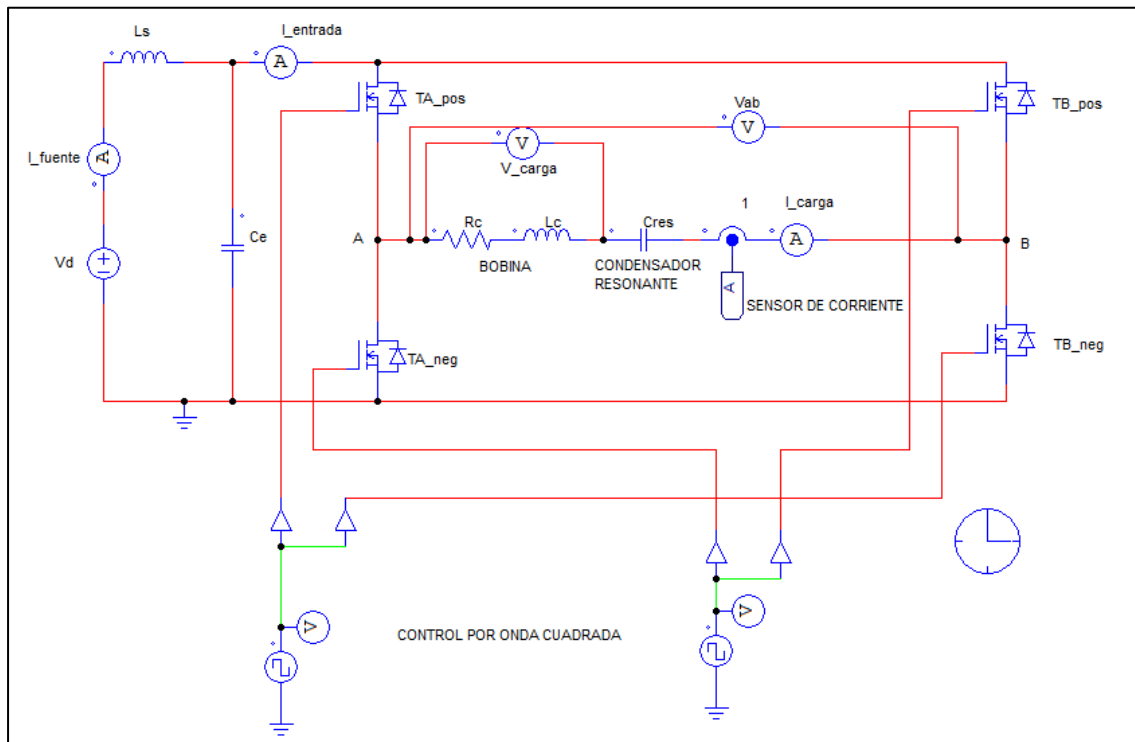 Ls
I_entrada
A
TA_pos
TB_pos
Vab
V
V
V_carga
I_fuente
A
1
I_carga
Rc
Lc
Cres
A
B
A
Ce
Vd
BOBINA
CONDENSADOR
RESONANTE
A
SENSOR DE CORRIENTE
TA_neg
TB_neg
V
V
CONTROL POR ONDA CUADRADA